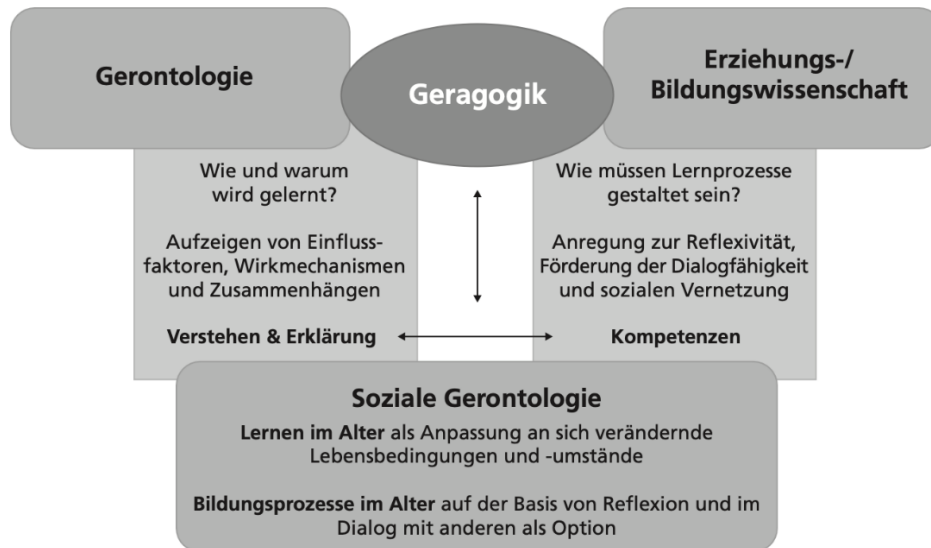 Gerontologie
Geragogik
Erziehungs-/
Bildungswissenschaft
Wie und warum
wird gelernt?
Aufzeigen von Einfluss-
faktoren, Wirkmechanismen
und Zusammenhängen
Verstehen & Erklärung
Wie müssen Lernprozesse
gestaltet sein?
Anregung zur Reflexivität,
Förderung der Dialogfähigkeit
und sozialen Vernetzung
Kompetenzen
Soziale Gerontologie
Lernen im Alter als Anpassung an sich verändernde
Lebensbedingungen und -umstände
Bildungsprozesse im Alter auf der Basis von Reflexion und im
Dialog mit anderen als Option